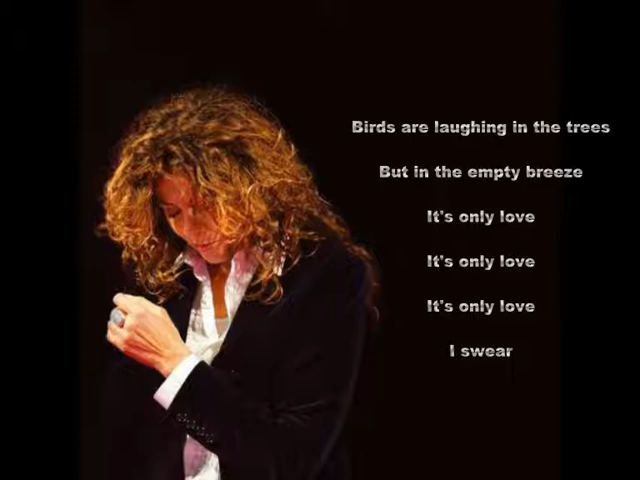 Birds are laughing in the trees
But in the empty breeze
It's only love
It's only love
It's only love
I swear